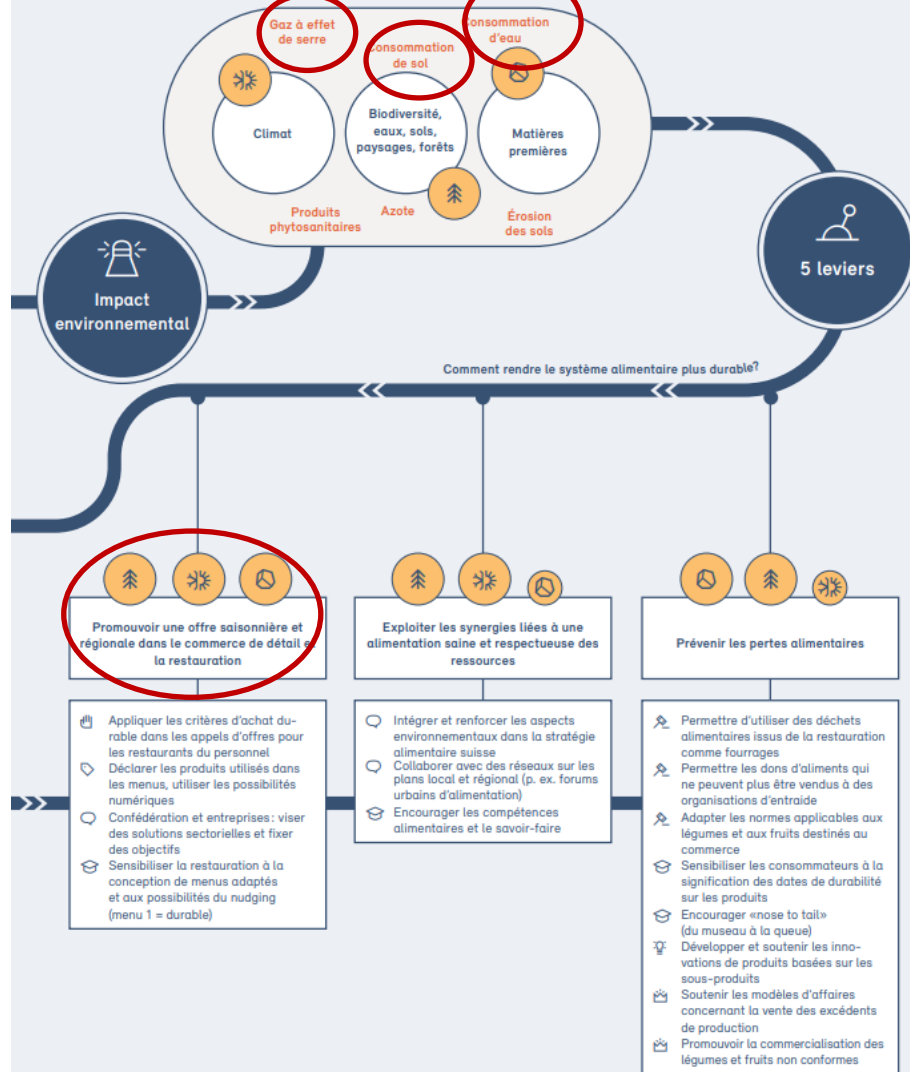 Gaz à effet
de serre
Consommation
de sol
Consommation
d'eau
Climat
Biodiversité,
eaux, sols,
paysages, forêts
Matières
premières
Produits
phytosanitaires
Azote
Érosion
des sols
Impact
environnemental
5 leviers
Comment rendre le système alimentaire plus durable?
Promouvoir une offre saisonnière et
régionale dans le commerce de détail et
la restauration
Appliquer les critères d'achat du-
rable dans les appels d'offres pour
les restaurants du personnel
Déclarer les produits utilisés dans
les menus, utiliser les possibilités
numériques
Confédération et entreprises: viser
des solutions sectorielles et fixer
des objectifs
Sensibiliser la restauration à la
conception de menus adaptés
et aux possibilités du nudging
(menu 1 = durable)
Exploiter les synergies liées à une
alimentation saine et respectueuse des
ressources
Intégrer et renforcer les aspects
environnementaux dans la stratégie
alimentaire suisse
Collaborer avec des réseaux sur les
plans local et régional (p. ex. forums
urbains d'alimentation)
Encourager les compétences
alimentaires et le savoir-faire
Prévenir les pertes alimentaires
Permettre d'utiliser des déchets
alimentaires issus de la restauration
comme fourrages
Permettre les dons d'aliments qui
ne peuvent plus être vendus à des
organisations d'entraide
Adapter les normes applicables aux
légumes et aux fruits destinés au
commerce
Sensibiliser les consommateurs à la
signification des dates de durabilité
sur les produits
Encourager «nose to tail»
(du museau à la queue)
Développer et soutenir les inno-
vations de produits basées sur les
sous-produits
Soutenir les modèles d'affaires
concernant la vente des excédents
de production
Promouvoir la commercialisation des
légumes et fruits non conformes